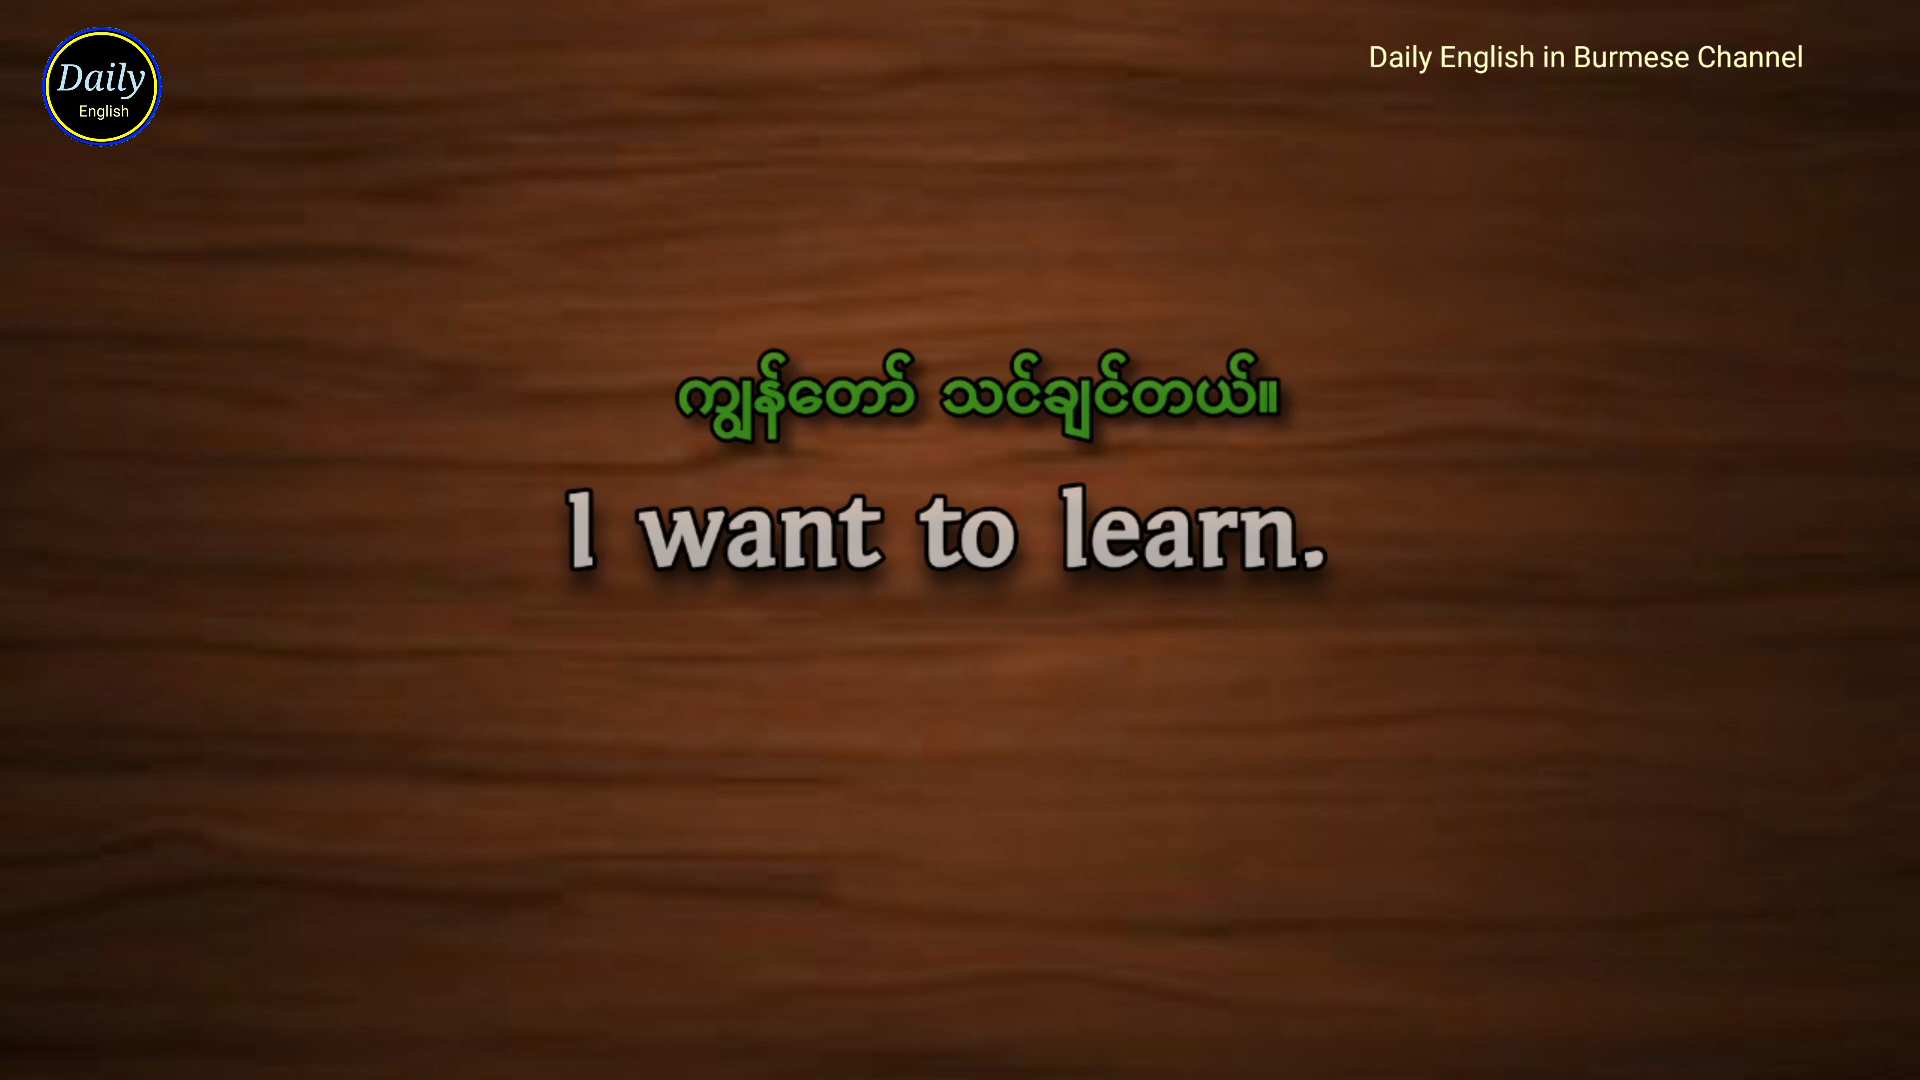 Daily
English
Daily English in Burmese Channel
ကျွန်တော် သင်ချင်တယ်။
I want to learn.